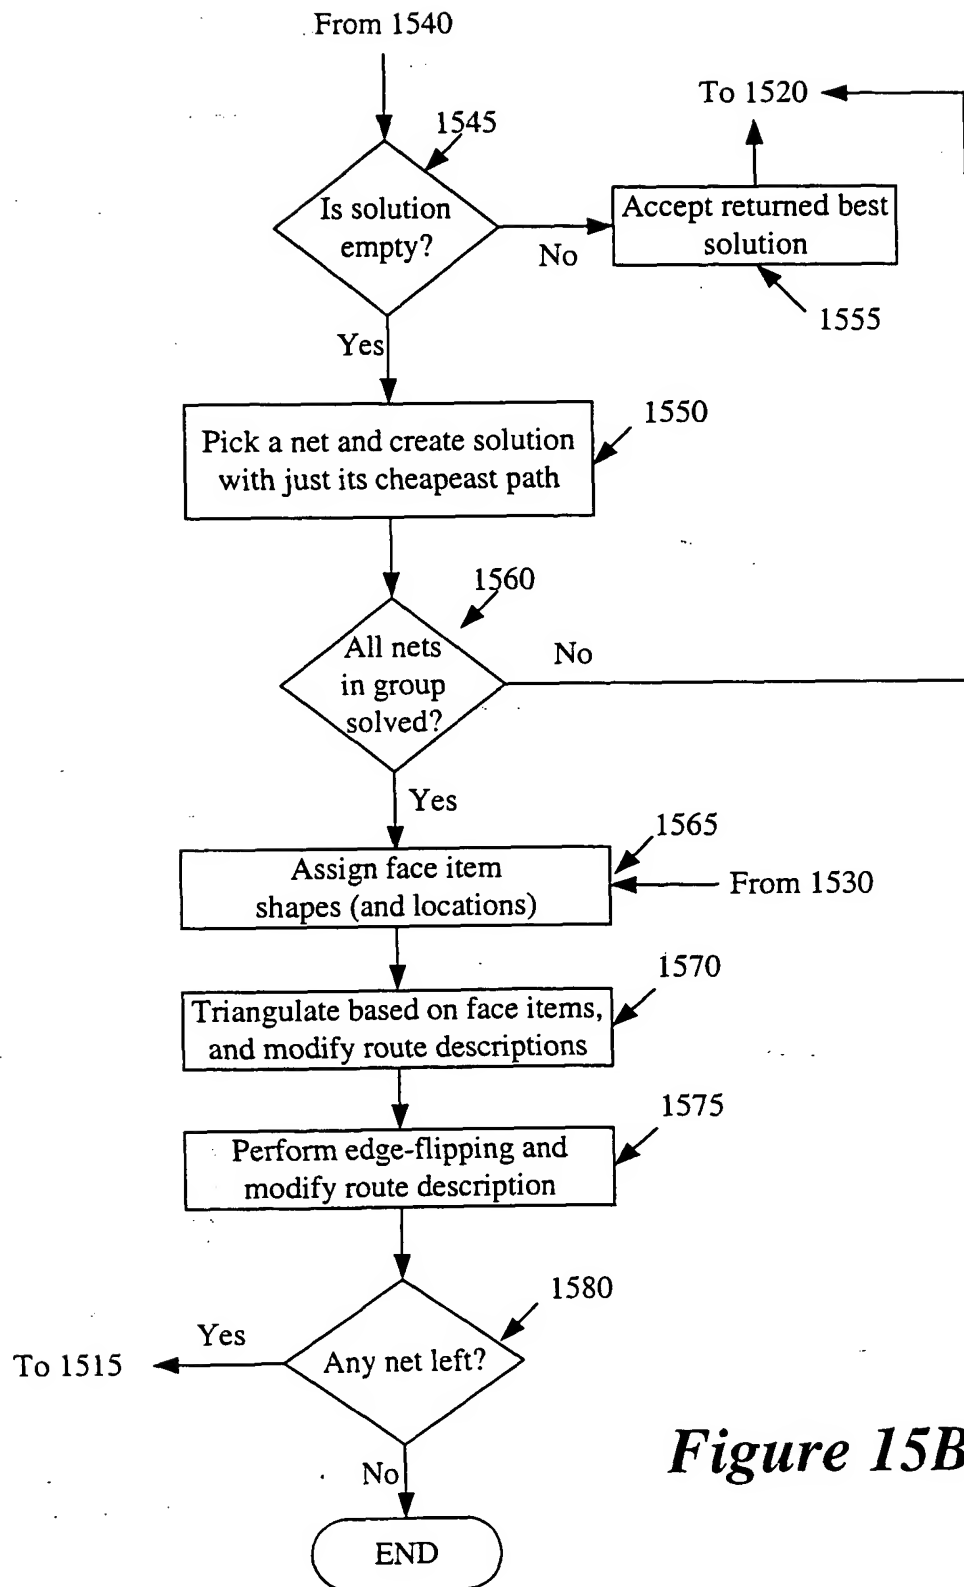 From 1540
To 1520
1545
Is solution
empty?
No
Accept returned best
solution
1555
Yes
1550
Pick a net and create solution
with just its cheapeast path
1560
All nets
in group
solved?
No
Yes
1565
Assign face item
shapes (and locations)
From 1530
1570
Triangulate based on face items,
and modify route descriptions
1575
Perform edge-flipping and
modify route description
1580
Yes
To 1515
Any net left?
No
Figure 15B
END